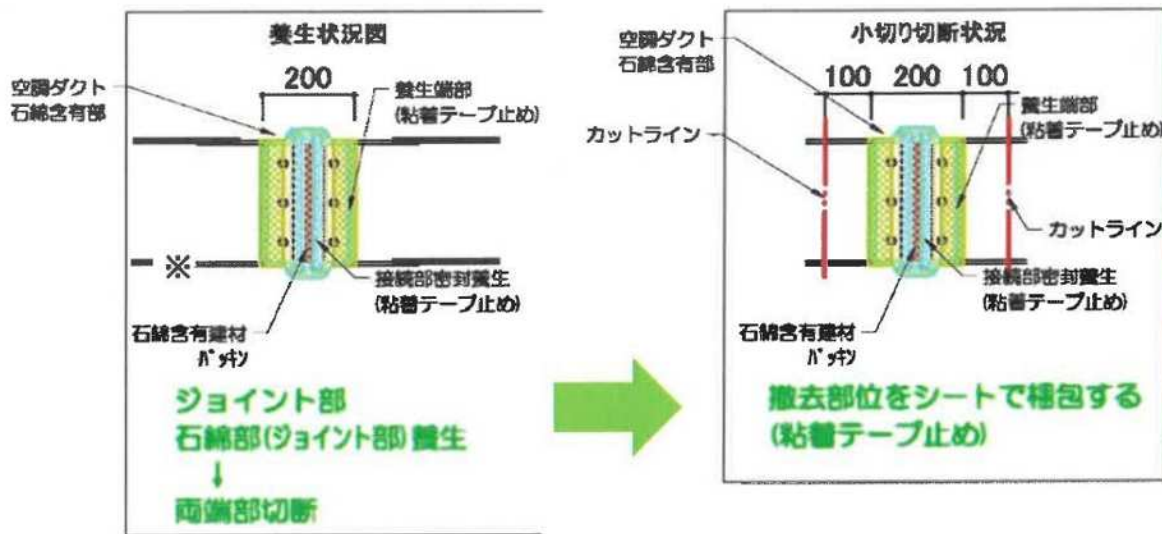 養生状況図
200
空調ダクト
石綿含有部
養生端部
(粘着テープ止め)
※
接続部密封養生
(粘着テープ止め)
石綿含有建材
パッキン
ジョイント部
石綿部(ジョイント部)養生
↓
両端部切断
小切り切断状況
空調ダクト
石綿含有部
100 200 100
養生端部
(粘着テープ止め)
カットライン
カットライン
接続部密封養生
(粘着テープ止め)
石綿含有建材
パッキン
撤去部位をシートで梱包する
(粘着テープ止め)